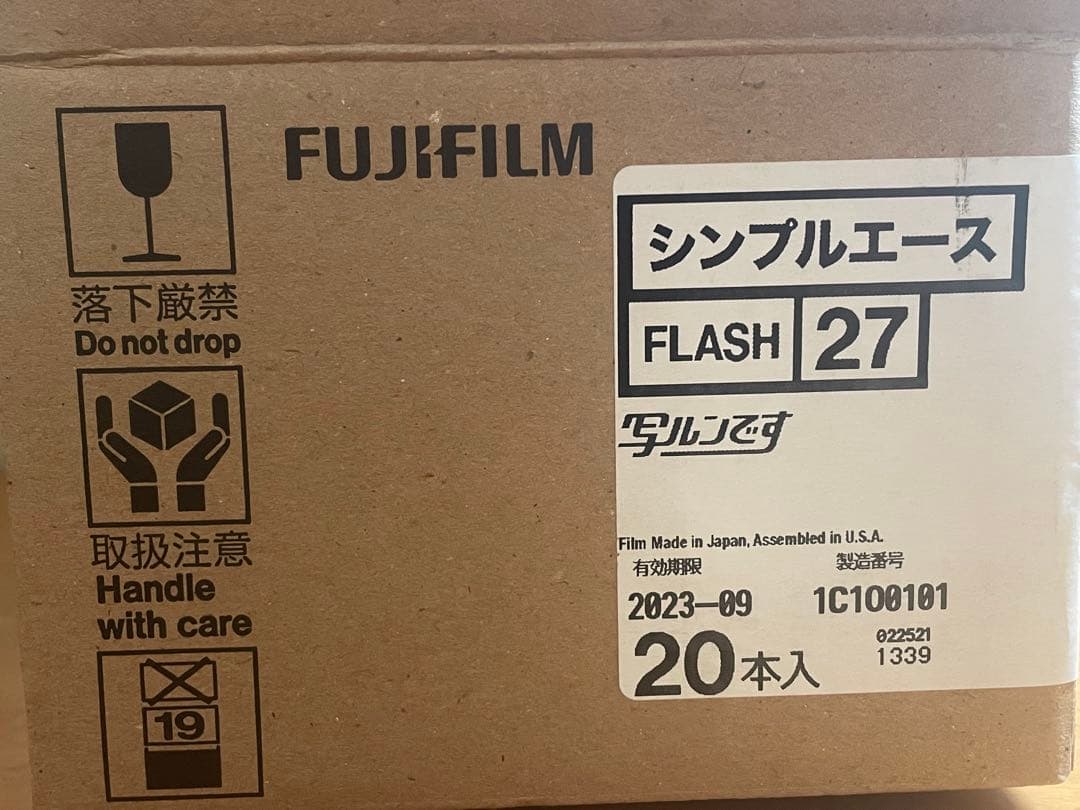 FUJIFILM
落下厳禁
Do not drop
取扱注意
Handle
with care
19
シンプルエース
FLASH 27
写ルンです
Film Made in Japan, Assembled in U.S.A.
有効期限 製造番号
2023-09 1C100101
022521
20本入 1339